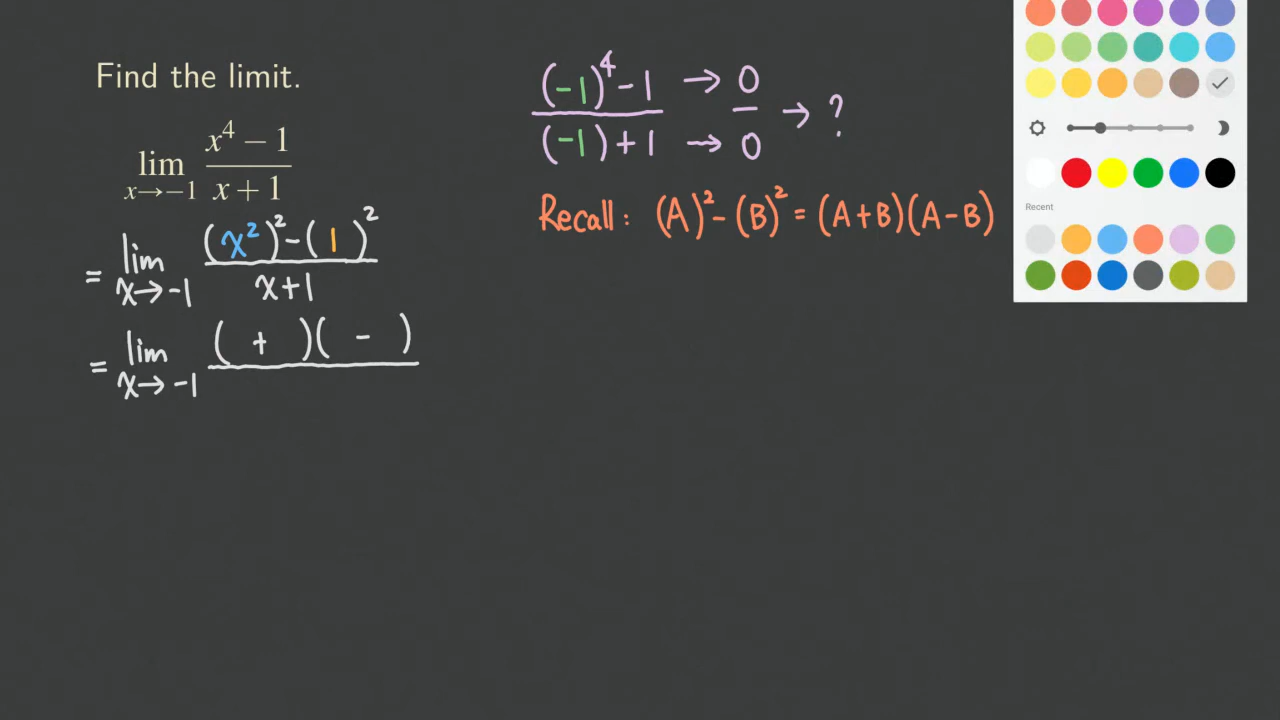 Find the limit.
lim x→-1 (x⁴ − 1)/(x + 1)
= lim x→-1 ((x²)² - (1)²)/(x+1)
= lim x→-1 ( + )( - )
((-1)⁴ - 1)/((-1) + 1) → 0/0 → ?
Recall: (A)² - (B)² = (A+B)(A-B)
Recent